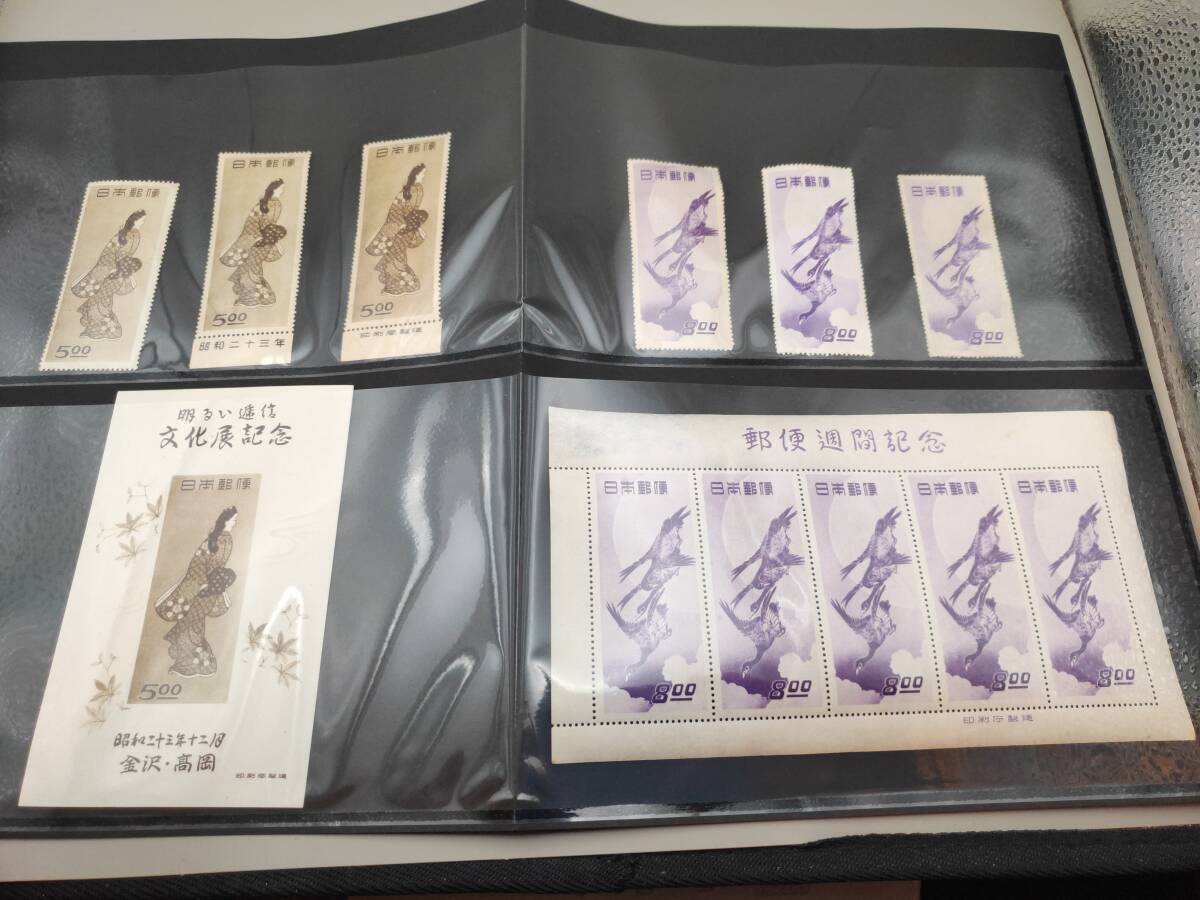 日本郵便
5.00
日本郵便
5.00
昭和二十三年
日本郵便
5.00
印刷庁製造
日本郵便
8.00
日本郵便
8.00
日本郵便
8.00
明るい逓信
文化展記念
日本郵便
5.00
昭和二十三年十二月
金沢・高岡
印刷庁製造
郵便週間記念
日本郵便
8.00
日本郵便
8.00
日本郵便
8.00
日本郵便
8.00
日本郵便
8.00
印刷庁製造